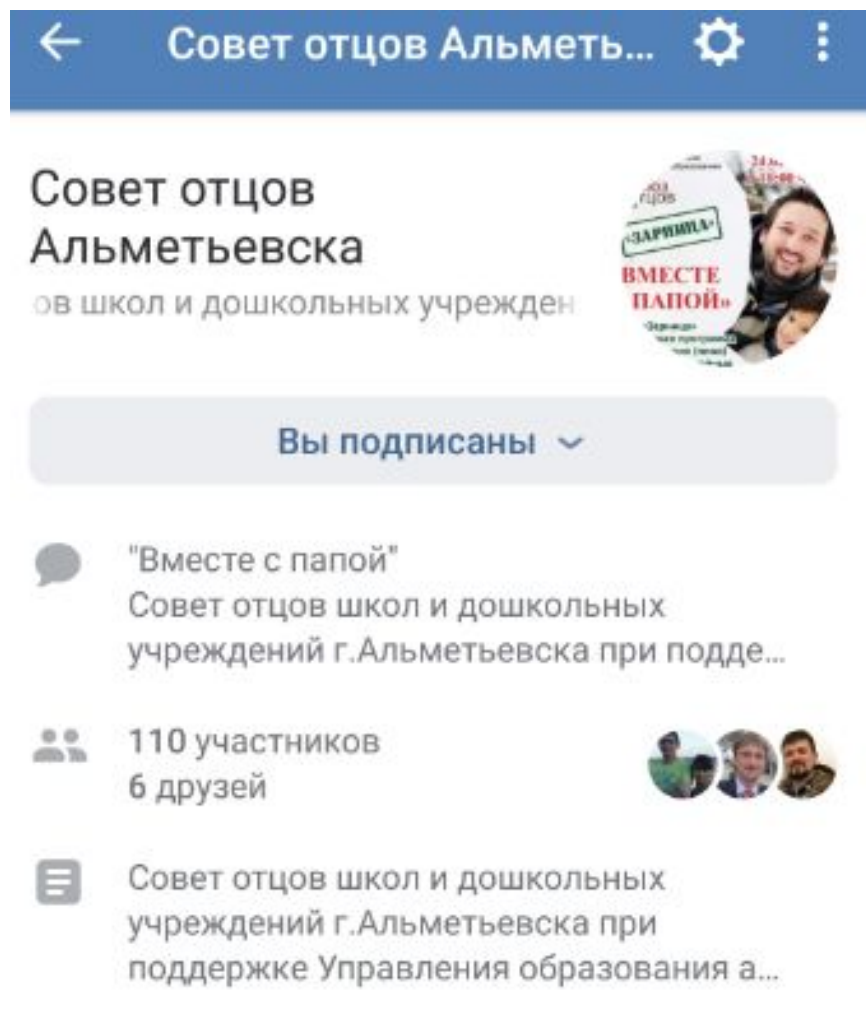 Совет отцов Альметь...
Совет отцов
Альметьевска
ов школ и дошкольных учрежден
«ЗАРНИЦА»
ВМЕСТЕ
ПАПОЙ»
Вы подписаны
"Вместе с папой"
Совет отцов школ и дошкольных
учреждений г.Альметьевска при подде...
110 участников
6 друзей
Совет отцов школ и дошкольных
учреждений г.Альметьевска при
поддержке Управления образования а...